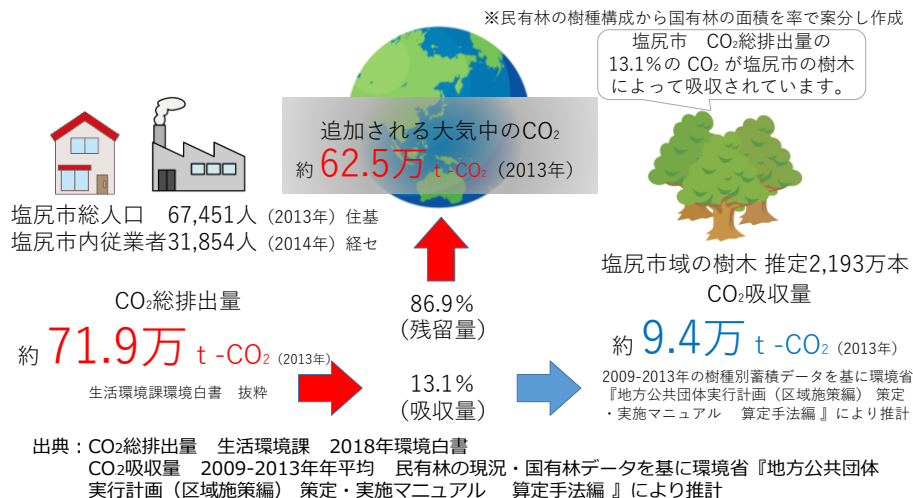 ※民有林の樹種構成から国有林の面積を率で案分し作成
塩尻市　CO₂総排出量の
13.1%の CO₂ が塩尻市の樹木
によって吸収されています。
追加される大気中のCO₂
約 62.5万 t -CO₂（2013年）
塩尻市総人口　67,451人（2013年）住基
塩尻市内従業者31,854人（2014年）経セ
塩尻市域の樹木 推定2,193万本
CO₂吸収量
約 9.4万 t -CO₂（2013年）
2009-2013年の樹種別蓄積データを基に環境省
『地方公共団体実行計画（区域施策編） 策定
・実施マニュアル　算定手法編 』により推計
CO₂総排出量
約 71.9万 t -CO₂（2013年）
生活環境課環境白書　抜粋
86.9%
（残留量）
13.1%
（吸収量）
出典：CO₂総排出量　生活環境課　2018年環境白書
CO₂吸収量　2009-2013年年平均　民有林の現況・国有林データを基に環境省『地方公共団体
実行計画（区域施策編） 策定・実施マニュアル　算定手法編 』により推計